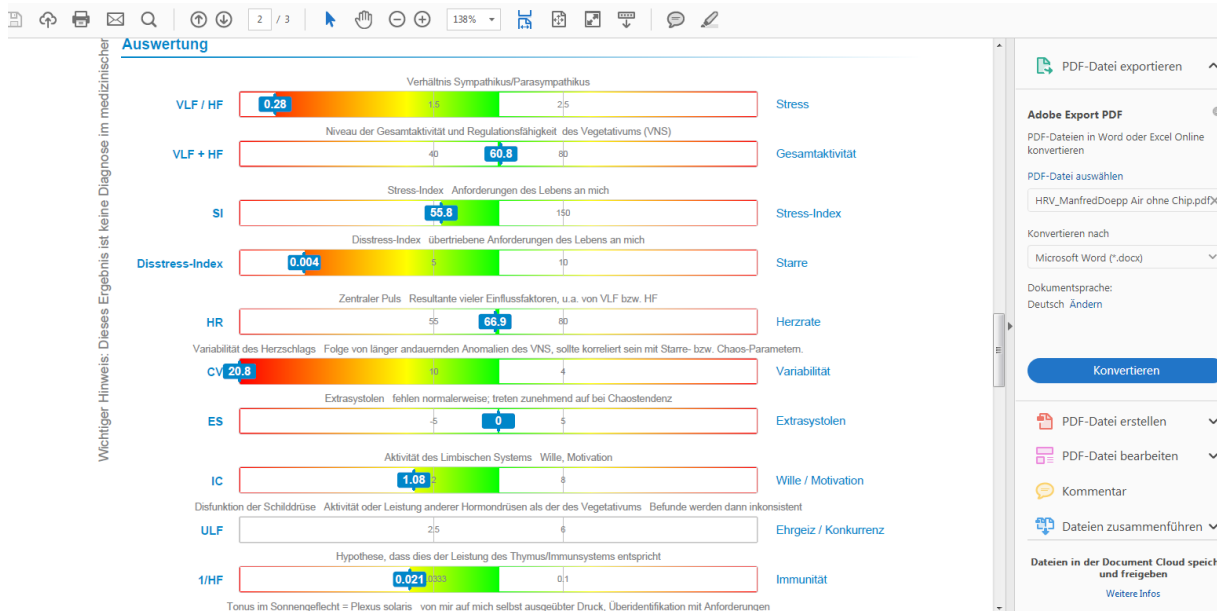 2 / 3
138%
Wichtiger Hinweis: Dieses Ergebnis ist keine Diagnose im medizinischer
Auswertung
Verhältnis Sympathikus/Parasympathikus
VLF / HF 0.28 1.5 2.5 Stress
Niveau der Gesamtaktivität und Regulationsfähigkeit des Vegetativums (VNS)
VLF + HF 40 60.8 80 Gesamtaktivität
Stress-Index Anforderungen des Lebens an mich
SI 55.8 150 Stress-Index
Disstress-Index übertriebene Anforderungen des Lebens an mich
Disstress-Index 0.004 5 10 Starre
Zentraler Puls Resultante vieler Einflussfaktoren, u.a. von VLF bzw. HF
HR 55 66.9 80 Herzrate
Variabilität des Herzschlags Folge von länger andauernden Anomalien des VNS, sollte korreliert sein mit Starre- bzw. Chaos-Parametern.
CV 20.8 10 4 Variabilität
Extrasystolen fehlen normalerweise; treten zunehmend auf bei Chaostendenz
ES -5 0 5 Extrasystolen
Aktivität des Limbischen Systems Wille, Motivation
IC 1.08 2 8 Wille / Motivation
Disfunktion der Schilddrüse Aktivität oder Leistung anderer Hormondrüsen als der des Vegetativums Befunde werden dann inkonsistent
ULF 2.5 6 Ehrgeiz / Konkurrenz
Hypothese, dass dies der Leistung des Thymus/Immunsystems entspricht
1/HF 0.021 .0333 0.1 Immunität
Tonus im Sonnengeflecht = Plexus solaris von mir auf mich selbst ausgeübter Druck, Überidentifikation mit Anforderungen
PDF-Datei exportieren
Adobe Export PDF
PDF-Dateien in Word oder Excel Online
konvertieren
PDF-Datei auswählen
HRV_ManfredDoepp Air ohne Chip.pdf
Konvertieren nach
Microsoft Word (*.docx)
Dokumentsprache:
Deutsch Ändern
Konvertieren
PDF-Datei erstellen
PDF-Datei bearbeiten
Kommentar
Dateien zusammenführen
Dateien in der Document Cloud speich
und freigeben
Weitere Infos